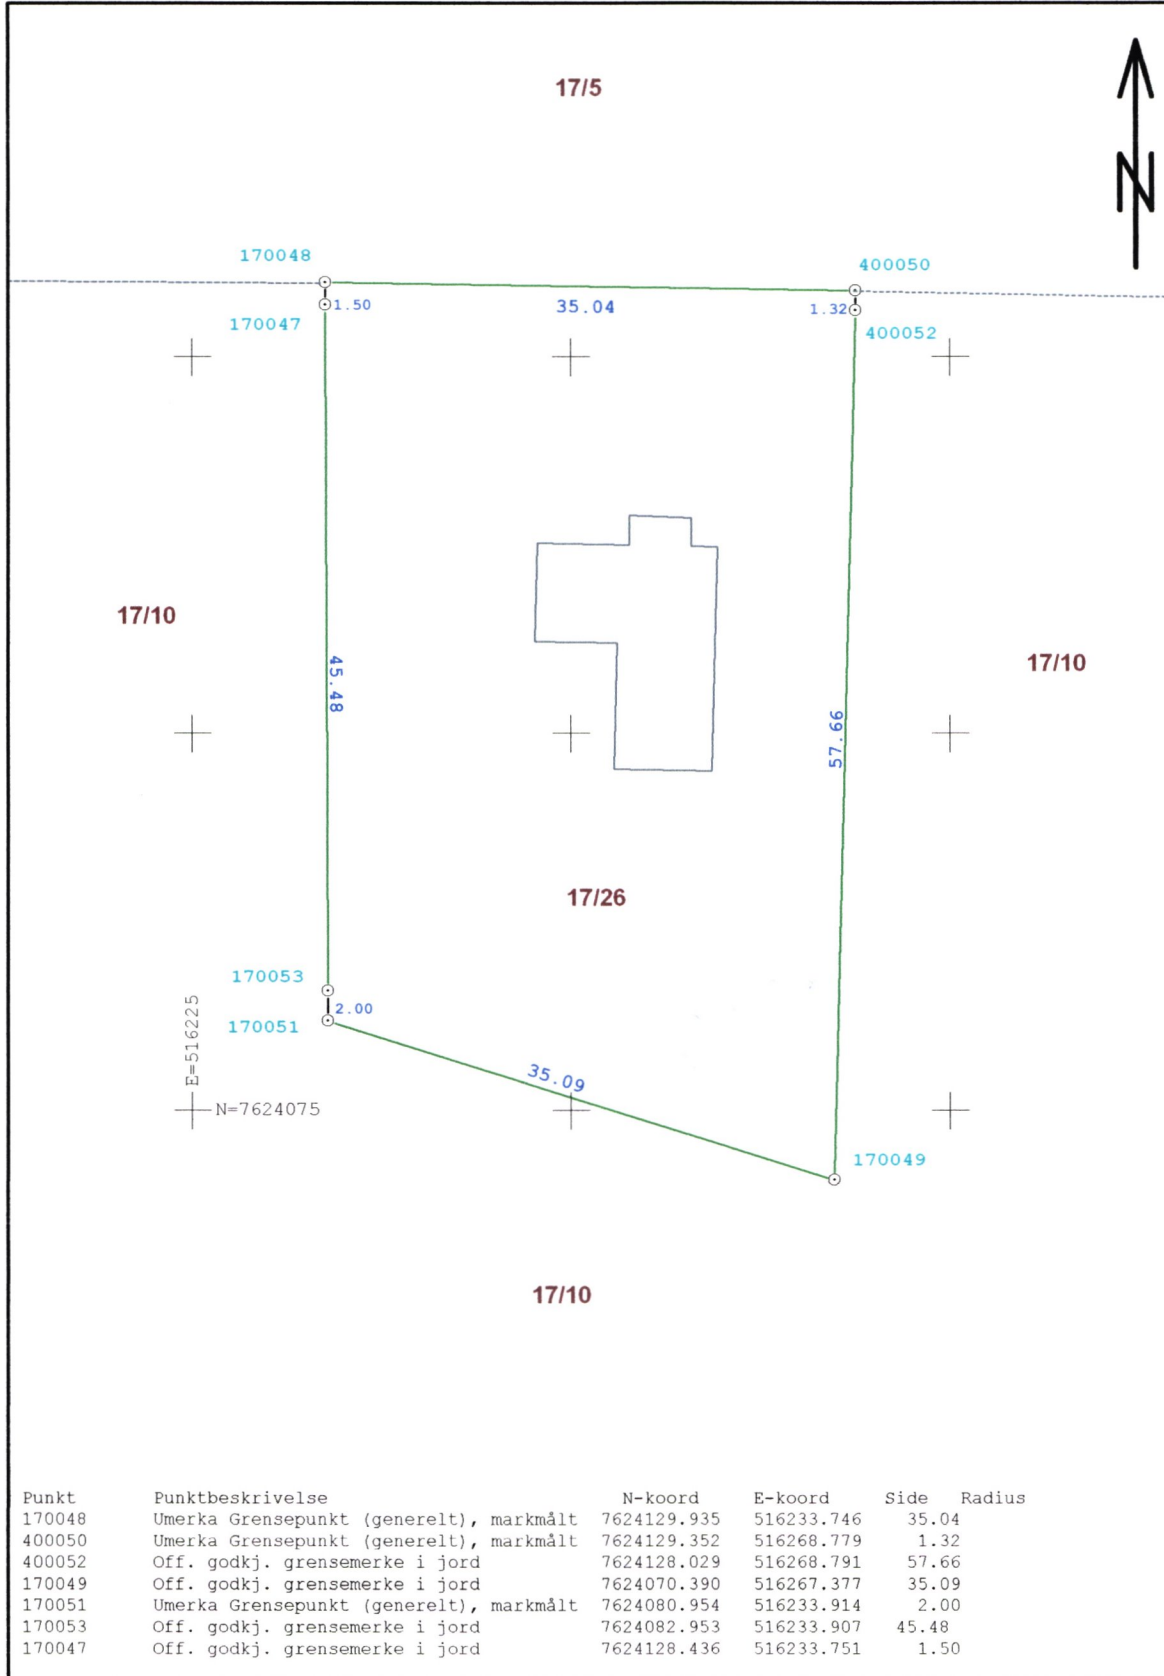 17/5
N
170048
400050
1.50
35.04
1.32
170047
400052
17/10
45.48
17/10
57.66
17/26
170053
2.00
170051
E=516225
35.09
N=7624075
170049
17/10
Punkt Punktbeskrivelse N-koord E-koord Side Radius
170048 Umerka Grensepunkt (generelt), markmålt 7624129.935 516233.746 35.04
400050 Umerka Grensepunkt (generelt), markmålt 7624129.352 516268.779 1.32
400052 Off. godkj. grensemerke i jord 7624128.029 516268.791 57.66
170049 Off. godkj. grensemerke i jord 7624070.390 516267.377 35.09
170051 Umerka Grensepunkt (generelt), markmålt 7624080.954 516233.914 2.00
170053 Off. godkj. grensemerke i jord 7624082.953 516233.907 45.48
170047 Off. godkj. grensemerke i jord 7624128.436 516233.751 1.50